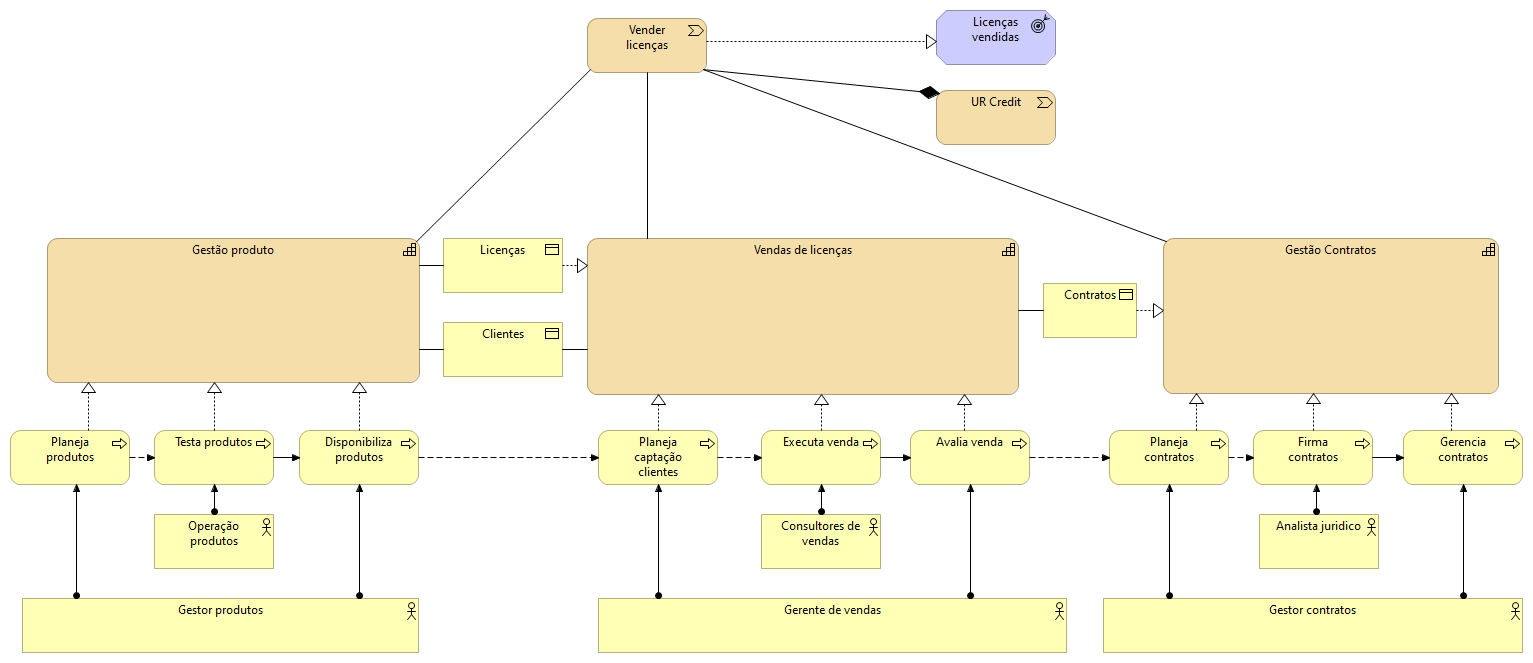 Vender
licenças
Licenças
vendidas
UR Credit
Gestão produto
Licenças
Vendas de licenças
Gestão Contratos
Contratos
Clientes
Planeja
produtos
Testa produtos
Disponibiliza
produtos
Planeja
captação
clientes
Executa venda
Avalia venda
Planeja
contratos
Firma
contratos
Gerencia
contratos
Operação
produtos
Consultores de
vendas
Analista juridico
Gestor produtos
Gerente de vendas
Gestor contratos